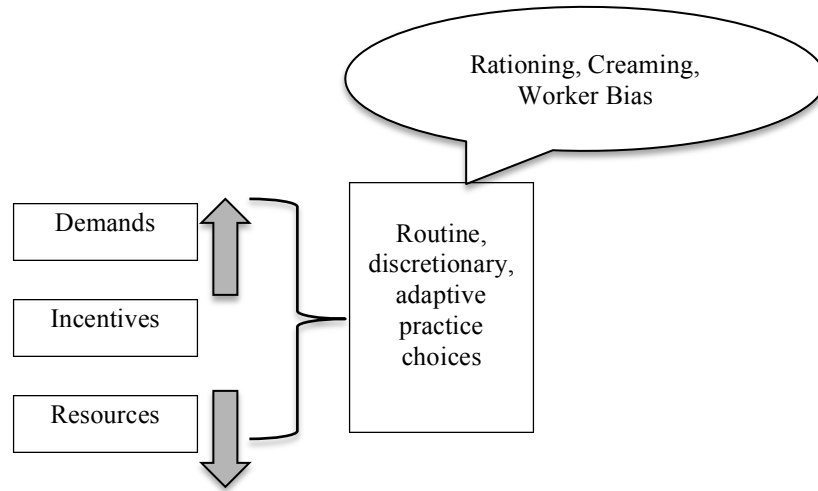 Rationing, Creaming,
Worker Bias
Demands
Incentives
Resources
Routine,
discretionary,
adaptive
practice
choices